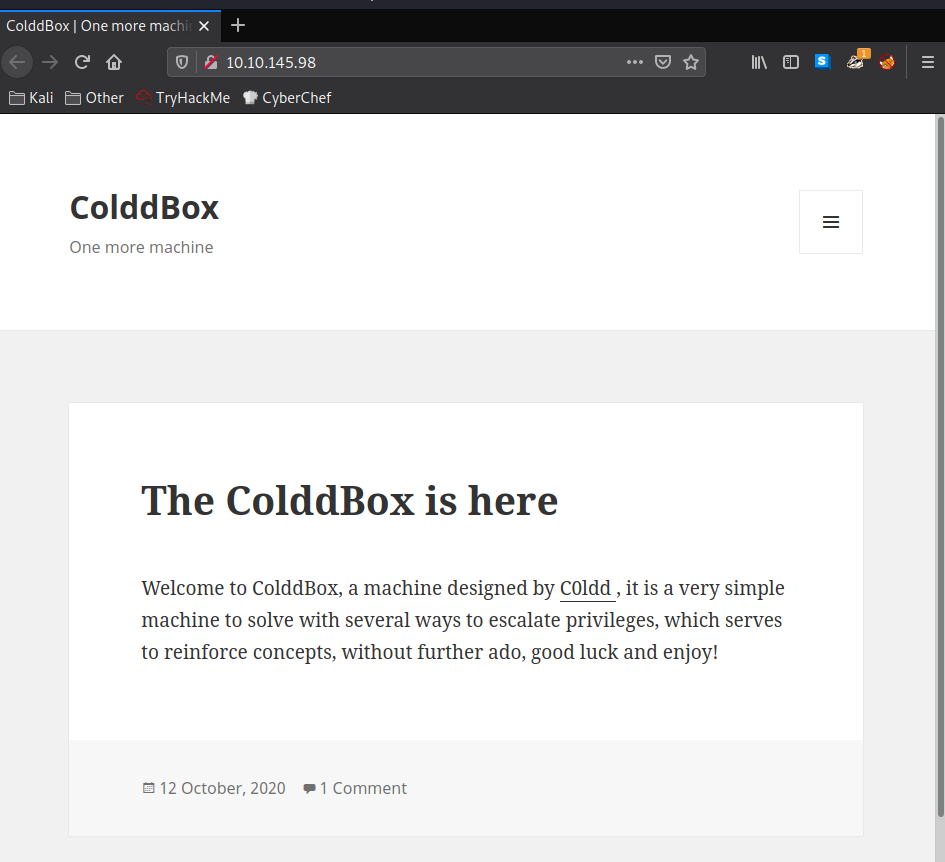 ColddBox | One more machi
10.10.145.98
S
1
Kali
Other
TryHackMe
CyberChef
ColddBox
One more machine
The ColddBox is here
Welcome to ColddBox, a machine designed by C0ldd , it is a very simple
machine to solve with several ways to escalate privileges, which serves
to reinforce concepts, without further ado, good luck and enjoy!
12 October, 2020
1 Comment